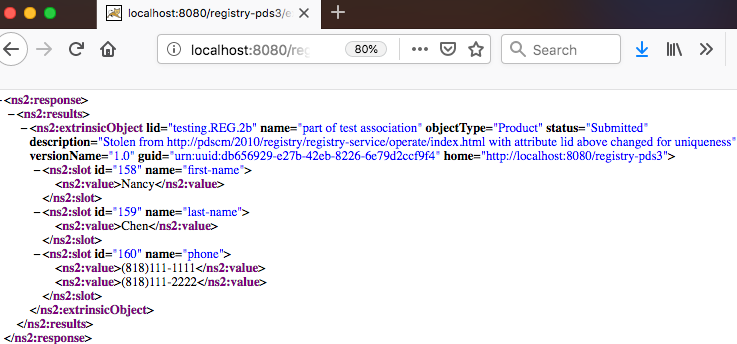 localhost:8080/registry-pds3/e
localhost:8080/reg
80%
Search
–<ns2:response>
–<ns2:results>
–<ns2:extrinsicObject lid="testing.REG.2b" name="part of test association" objectType="Product" status="Submitted"
description="Stolen from http://pdscm/2010/registry/registry-service/operate/index.html with attribute lid above changed for uniqueness"
versionName="1.0" guid="urn:uuid:db656929-e27b-42eb-8226-6e79d2ccf9f4" home="http://localhost:8080/registry-pds3">
–<ns2:slot id="158" name="first-name">
<ns2:value>Nancy</ns2:value>
</ns2:slot>
–<ns2:slot id="159" name="last-name">
<ns2:value>Chen</ns2:value>
</ns2:slot>
–<ns2:slot id="160" name="phone">
<ns2:value>(818)111-1111</ns2:value>
<ns2:value>(818)111-2222</ns2:value>
</ns2:slot>
</ns2:extrinsicObject>
</ns2:results>
</ns2:response>